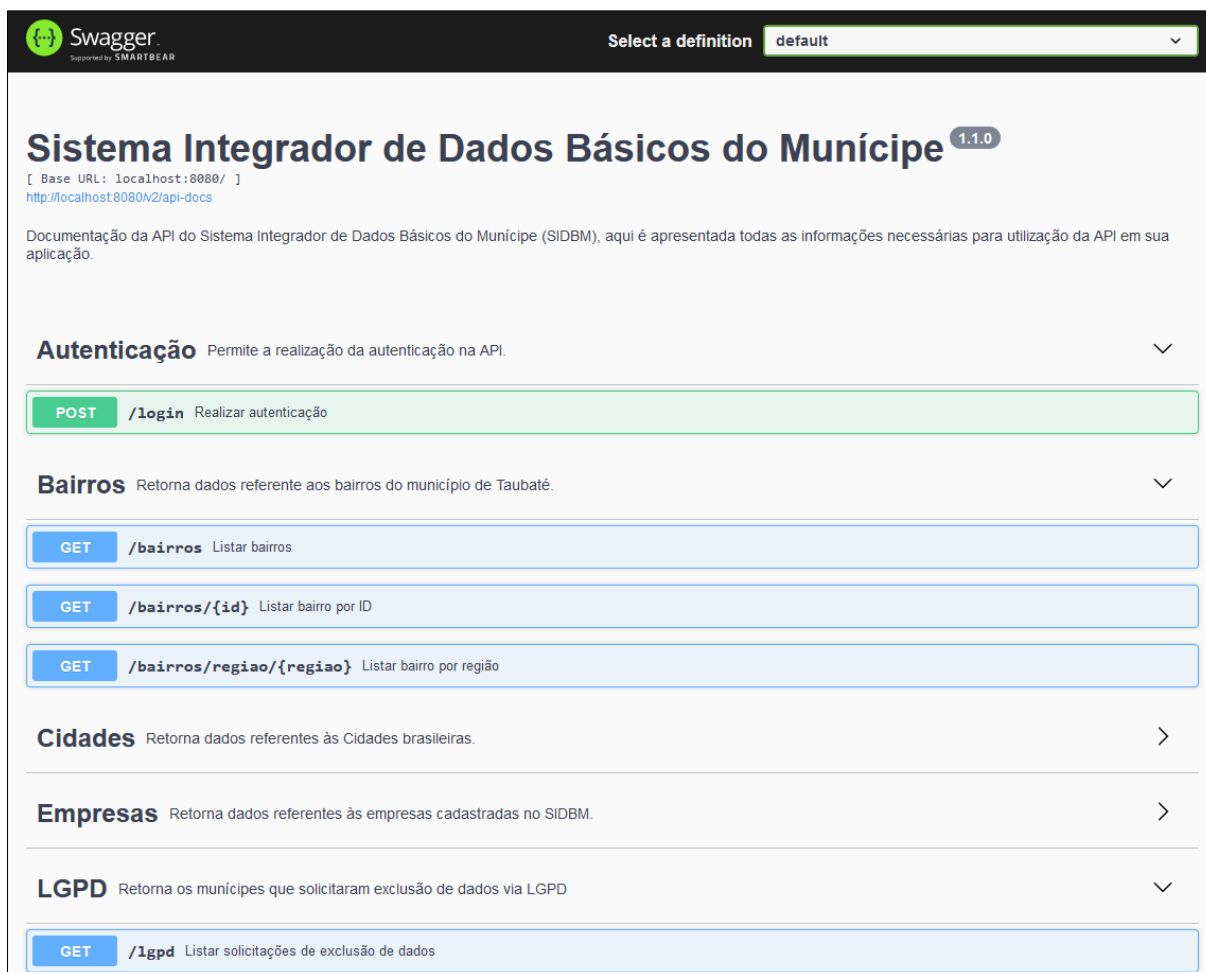 Swagger
Supported by SMARTBEAR
Select a definition default
Sistema Integrador de Dados Básicos do Munícipe 1.1.0
[ Base URL: localhost:8080/ ]
http://localhost:8080/v2/api-docs
Documentação da API do Sistema Integrador de Dados Básicos do Munícipe (SIDBM), aqui é apresentada todas as informações necessárias para utilização da API em sua
aplicação.
Autenticação Permite a realização da autenticação na API.
POST /login Realizar autenticação
Bairros Retorna dados referente aos bairros do município de Taubaté.
GET /bairros Listar bairros
GET /bairros/{id} Listar bairro por ID
GET /bairros/regiao/{regiao} Listar bairro por região
Cidades Retorna dados referentes às Cidades brasileiras.
Empresas Retorna dados referentes às empresas cadastradas no SIDBM.
LGPD Retorna os munícipes que solicitaram exclusão de dados via LGPD
GET /lgpd Listar solicitações de exclusão de dados